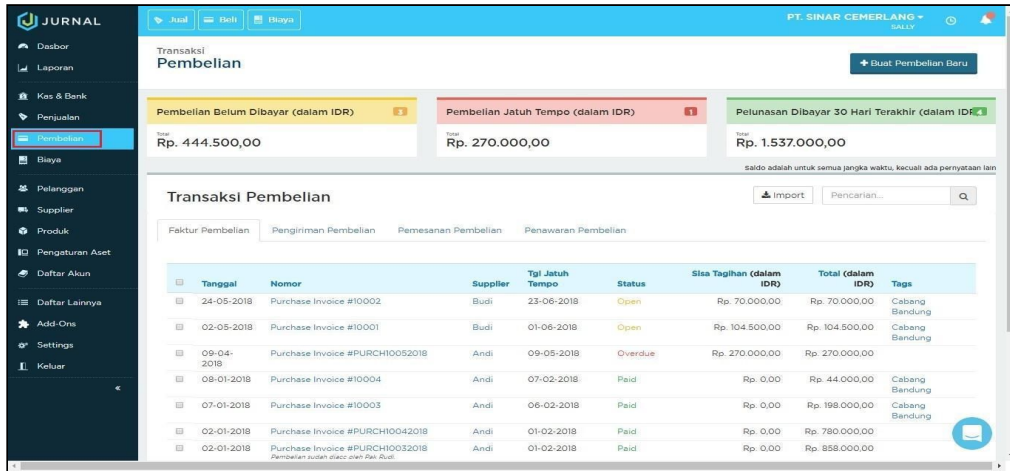 JURNAL
Jual Beli Biaya
PT. SINAR CEMERLANG
SALLY
Dasbor
Laporan
Kas & Bank
Penjualan
Pembelian
Biaya
Pelanggan
Supplier
Produk
Pengaturan Aset
Daftar Akun
Daftar Lainnya
Add-Ons
Settings
Keluar
Transaksi
Pembelian
+ Buat Pembelian Baru
Pembelian Belum Dibayar (dalam IDR) 3
Total
Rp. 444.500,00
Pembelian Jatuh Tempo (dalam IDR) 1
Total
Rp. 270.000,00
Pelunasan Dibayar 30 Hari Terakhir (dalam IDR 4
Total
Rp. 1.537.000,00
Saldo adalah untuk semua jangka waktu, kecuali ada pernyataan lain
Transaksi Pembelian
Import Pencarian...
Faktur Pembelian Pengiriman Pembelian Pemesanan Pembelian Penawaran Pembelian
Tanggal Nomor Supplier Tgl Jatuh Tempo Status Sisa Tagihan (dalam IDR) Total (dalam IDR) Tags
24-05-2018 Purchase Invoice #10002 Budi 23-06-2018 Open Rp. 70.000,00 Rp. 70.000,00 Cabang Bandung
02-05-2018 Purchase Invoice #10001 Budi 01-06-2018 Open Rp. 104.500,00 Rp. 104.500,00 Cabang Bandung
09-04-2018 Purchase Invoice #PURCH10052018 Andi 09-05-2018 Overdue Rp. 270.000,00 Rp. 270.000,00
08-01-2018 Purchase Invoice #10004 Andi 07-02-2018 Paid Rp. 0,00 Rp. 44.000,00 Cabang Bandung
07-01-2018 Purchase Invoice #10003 Andi 06-02-2018 Paid Rp. 0,00 Rp. 198.000,00 Cabang Bandung
02-01-2018 Purchase Invoice #PURCH10042018 Andi 01-02-2018 Paid Rp. 0,00 Rp. 780.000,00
02-01-2018 Purchase Invoice #PURCH10032018 Andi 01-02-2018 Paid Rp. 0,00 Rp. 858.000,00
Pembelian sudah diacc oleh Pak Rudi.